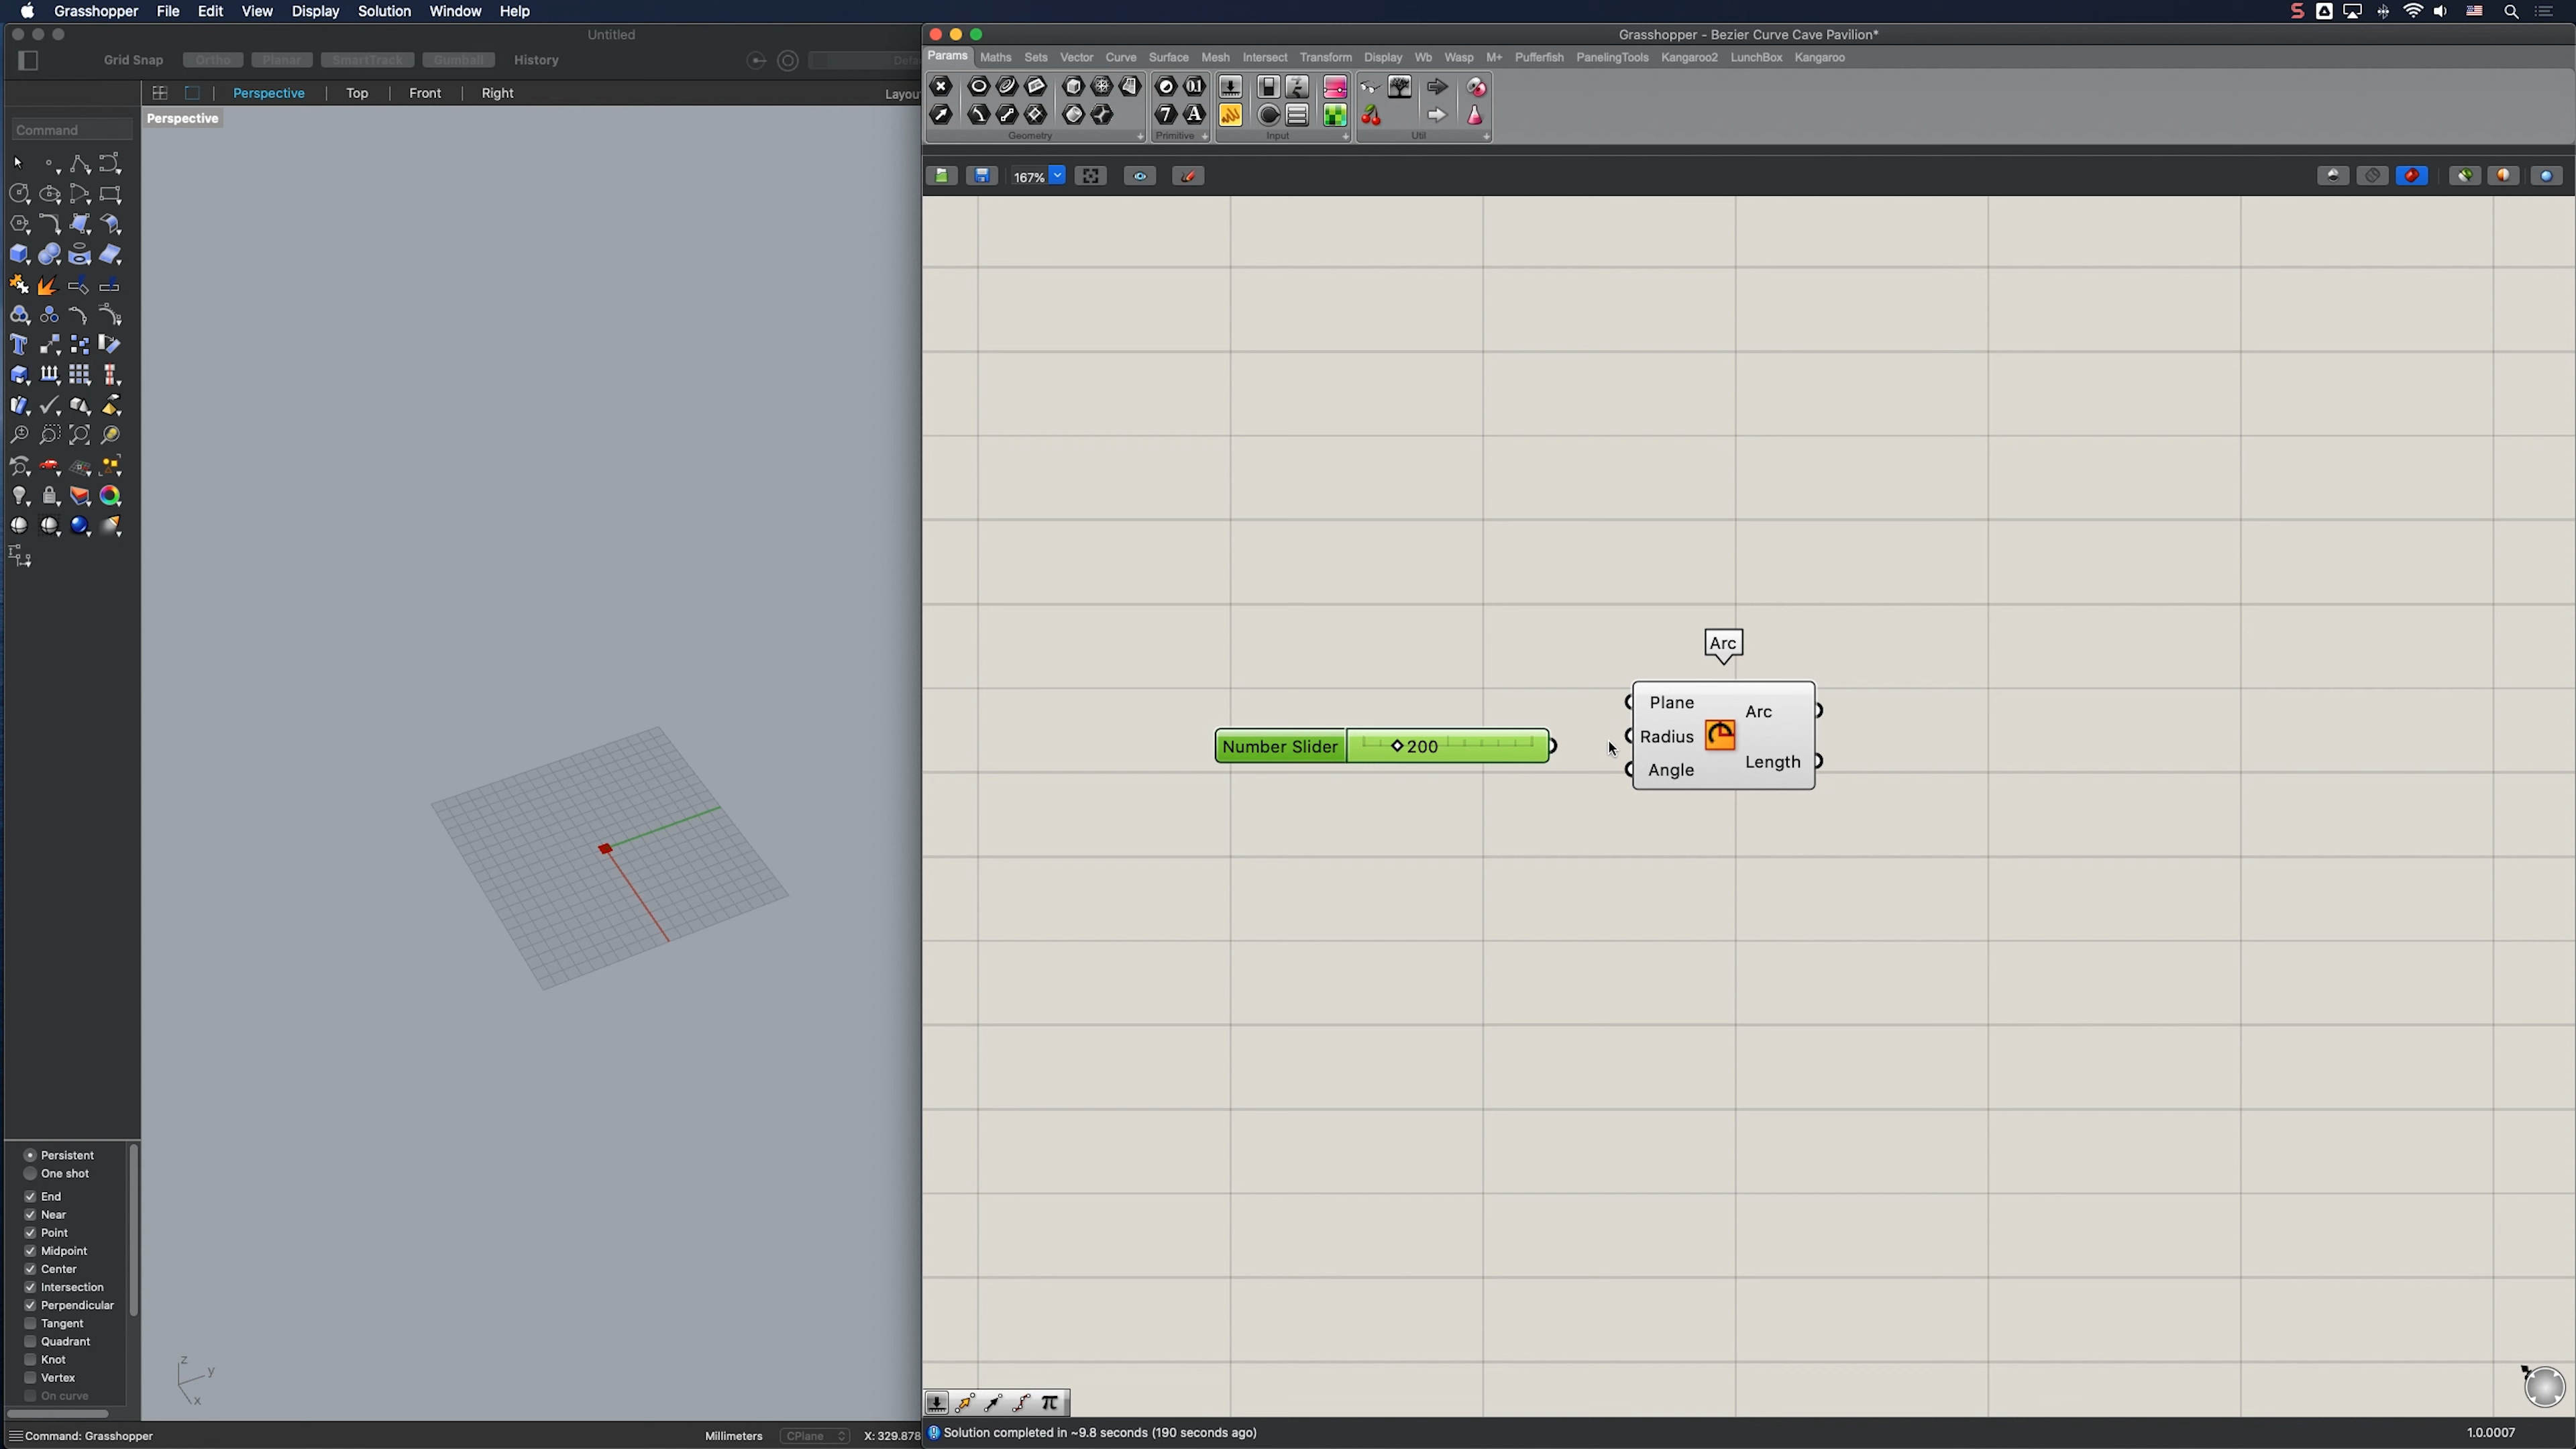 Grasshopper File Edit View Display Solution Window Help
Untitled
Grid Snap Ortho Planar SmartTrack Gumball History
Perspective Top Front Right Layou
Perspective
Command
z
y
x
Persistent
One shot
End
Near
Point
Midpoint
Center
Intersection
Perpendicular
Tangent
Quadrant
Knot
Vertex
On curve
Command: Grasshopper Millimeters CPlane X: 329.878
Grasshopper - Bezier Curve Cave Pavilion*
Params Maths Sets Vector Curve Surface Mesh Intersect Transform Display Wb Wasp M+ Pufferfish PanelingTools Kangaroo2 LunchBox Kangaroo
Geometry Primitive Input Util
167%
Arc
Plane
Radius
Angle
Arc
Length
Number Slider 200
Solution completed in ~9.8 seconds (190 seconds ago) 1.0.0007